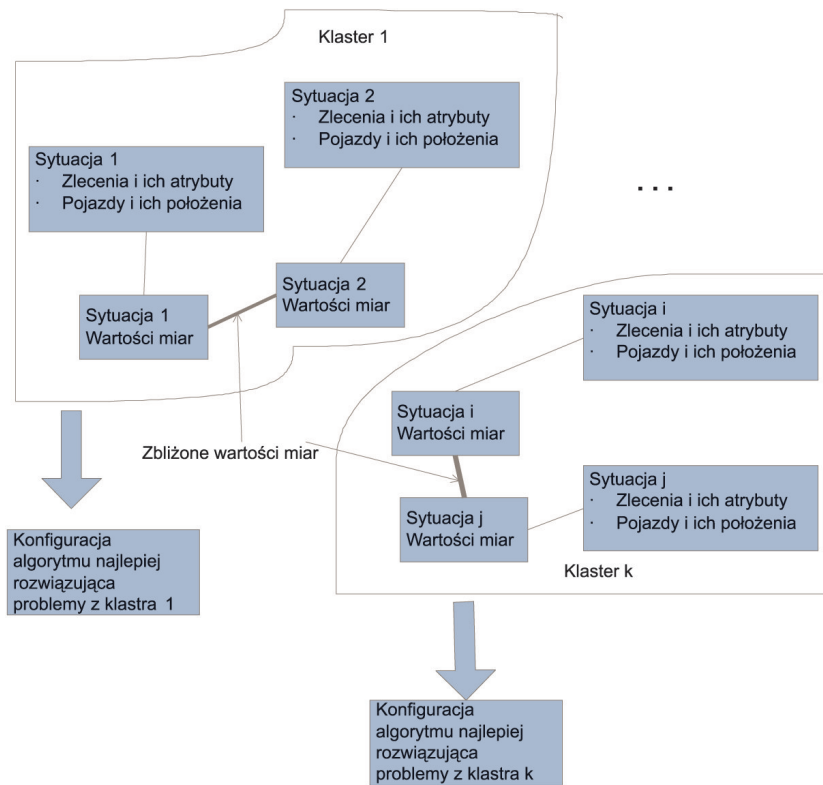 Klaster 1
Sytuacja 2
· Zlecenia i ich atrybuty
· Pojazdy i ich położenia
Sytuacja 1
· Zlecenia i ich atrybuty
· Pojazdy i ich położenia
...
Sytuacja 2
Wartości miar
Sytuacja 1
Wartości miar
Sytuacja i
· Zlecenia i ich atrybuty
· Pojazdy i ich położenia
Sytuacja i
Wartości miar
Zbliżone wartości miar
Sytuacja j
· Zlecenia i ich atrybuty
· Pojazdy i ich położenia
Sytuacja j
Wartości miar
Klaster k
Konfiguracja
algorytmu najlepiej
rozwiązująca
problemy z klastra 1
Konfiguracja
algorytmu najlepiej
rozwiązująca
problemy z klastra k